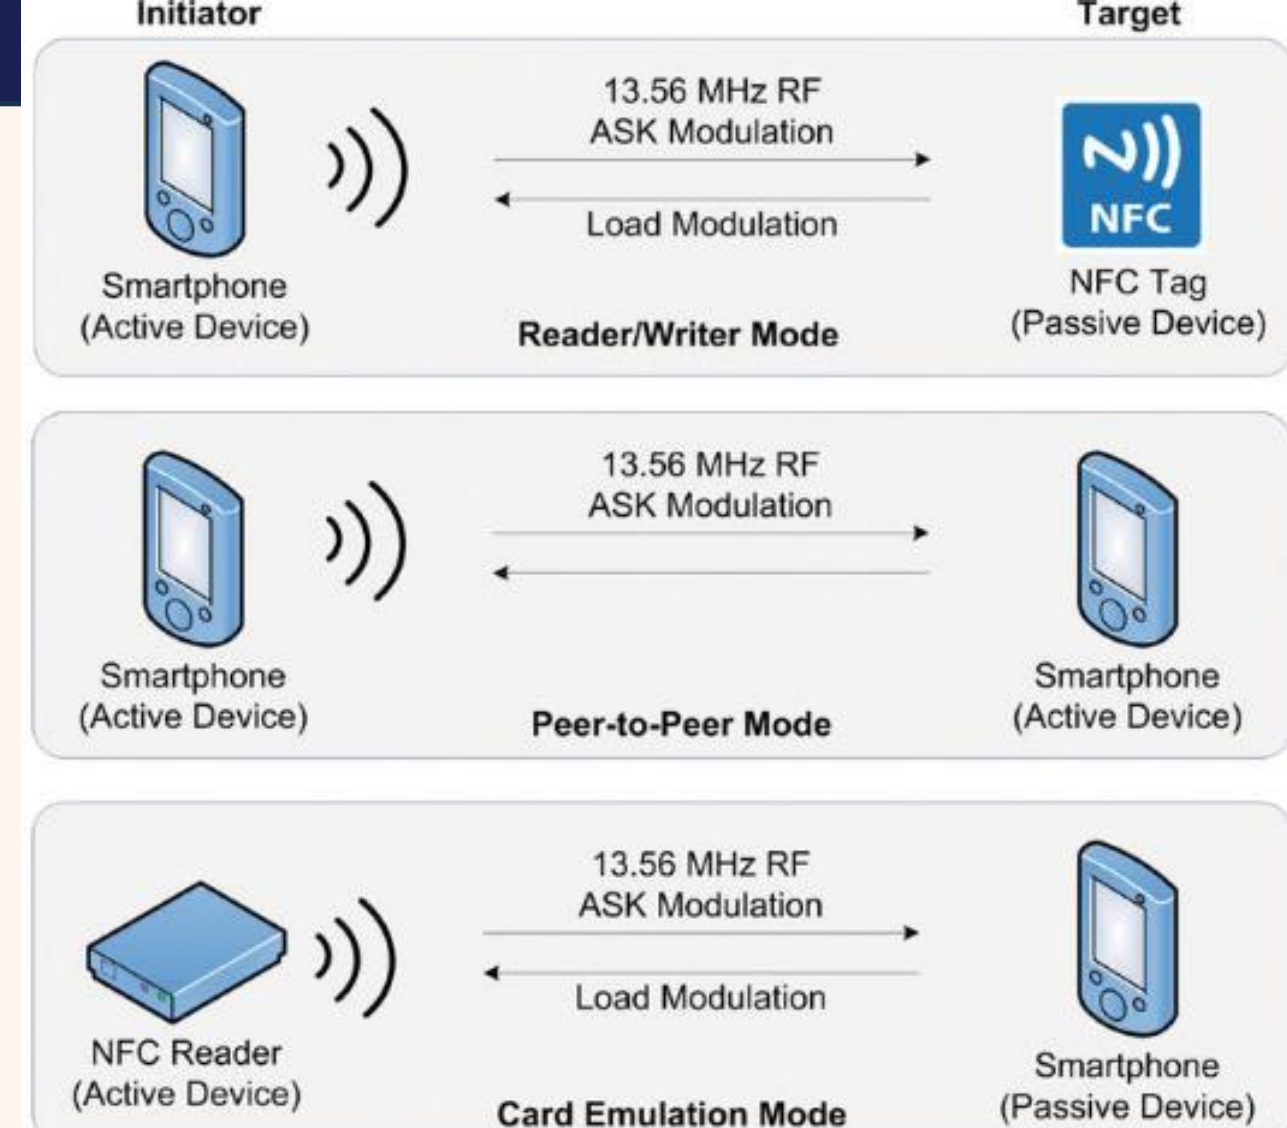 Initiator
Target
13.56 MHz RF
ASK Modulation
Load Modulation
NFC
Smartphone
(Active Device)
NFC Tag
(Passive Device)
Reader/Writer Mode
13.56 MHz RF
ASK Modulation
Smartphone
(Active Device)
Smartphone
(Active Device)
Peer-to-Peer Mode
13.56 MHz RF
ASK Modulation
Load Modulation
NFC Reader
(Active Device)
Smartphone
(Passive Device)
Card Emulation Mode